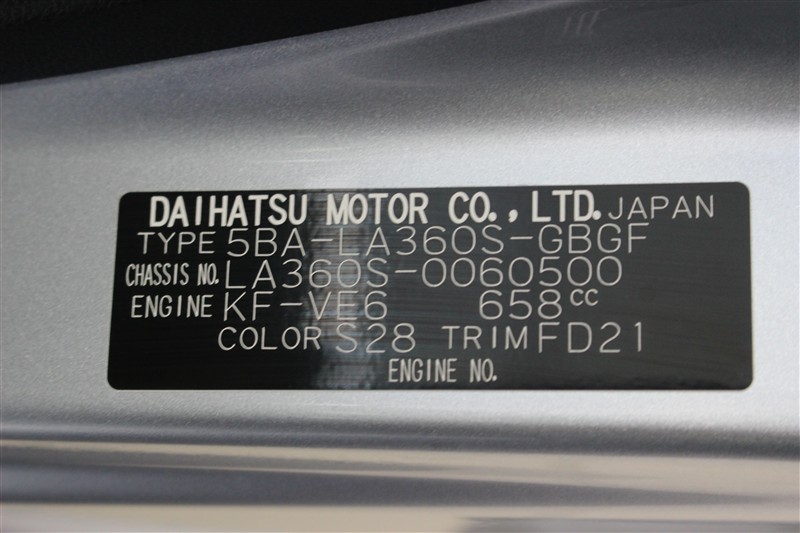 DAIHATSU MOTOR CO., LTD. JAPAN
TYPE 5BA-LA360S-GBGF
CHASSIS NO. LA360S-0060500
ENGINE KF-VE6 658cc
COLOR S28 TRIM FD21
ENGINE NO.